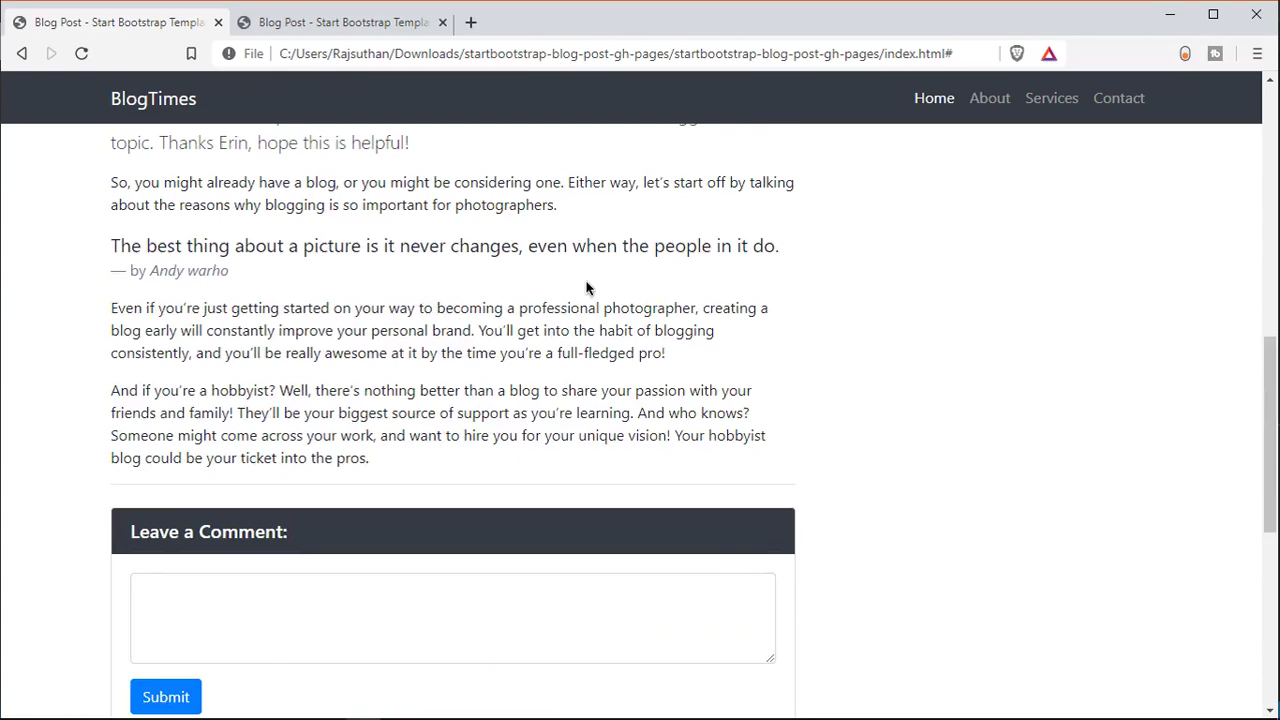 Blog Post - Start Bootstrap Templa
Blog Post - Start Bootstrap Templa
File C:/Users/Rajsuthan/Downloads/startbootstrap-blog-post-gh-pages/startbootstrap-blog-post-gh-pages/index.html#
BlogTimes Home About Services Contact
topic. Thanks Erin, hope this is helpful!
So, you might already have a blog, or you might be considering one. Either way, let's start off by talking
about the reasons why blogging is so important for photographers.
The best thing about a picture is it never changes, even when the people in it do.
— by Andy warho
Even if you're just getting started on your way to becoming a professional photographer, creating a
blog early will constantly improve your personal brand. You'll get into the habit of blogging
consistently, and you'll be really awesome at it by the time you're a full-fledged pro!
And if you're a hobbyist? Well, there's nothing better than a blog to share your passion with your
friends and family! They'll be your biggest source of support as you're learning. And who knows?
Someone might come across your work, and want to hire you for your unique vision! Your hobbyist
blog could be your ticket into the pros.
Leave a Comment:
Submit